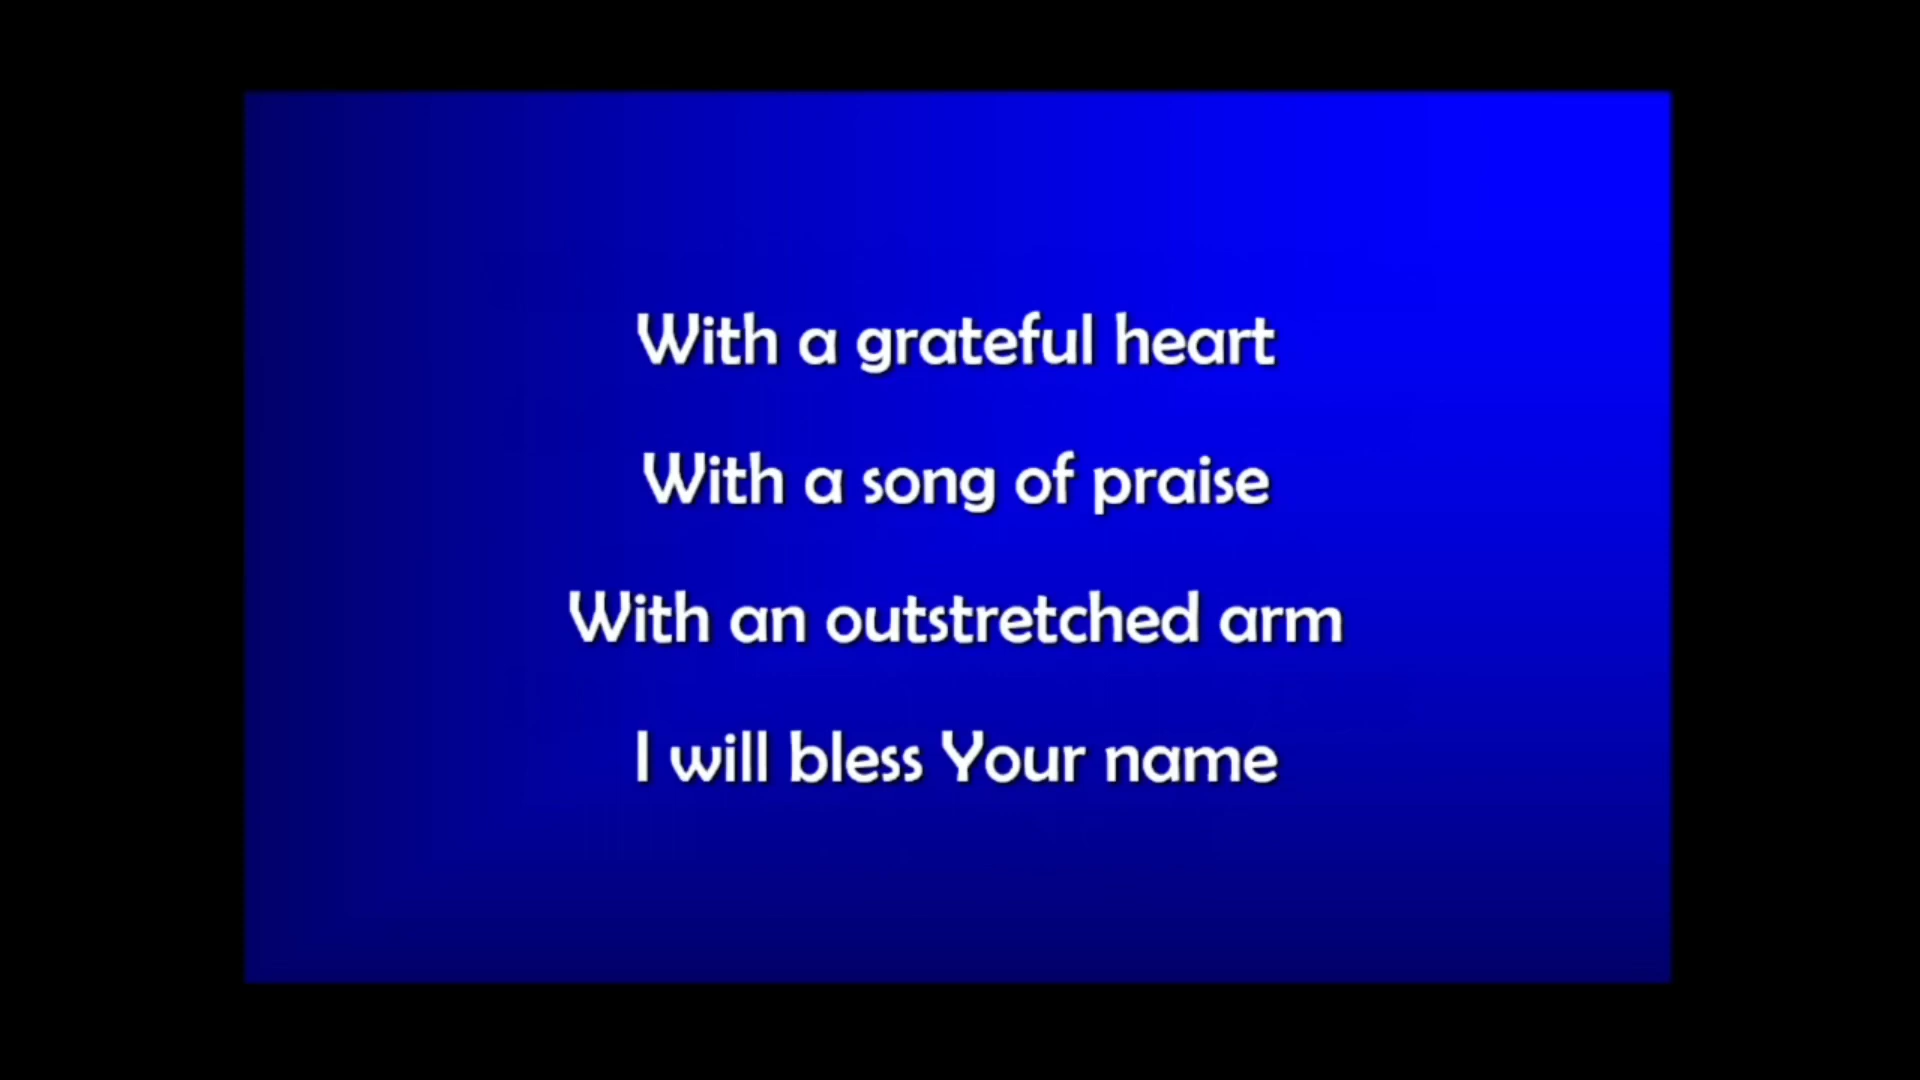 With a grateful heart
With a song of praise
With an outstretched arm
I will bless Your name